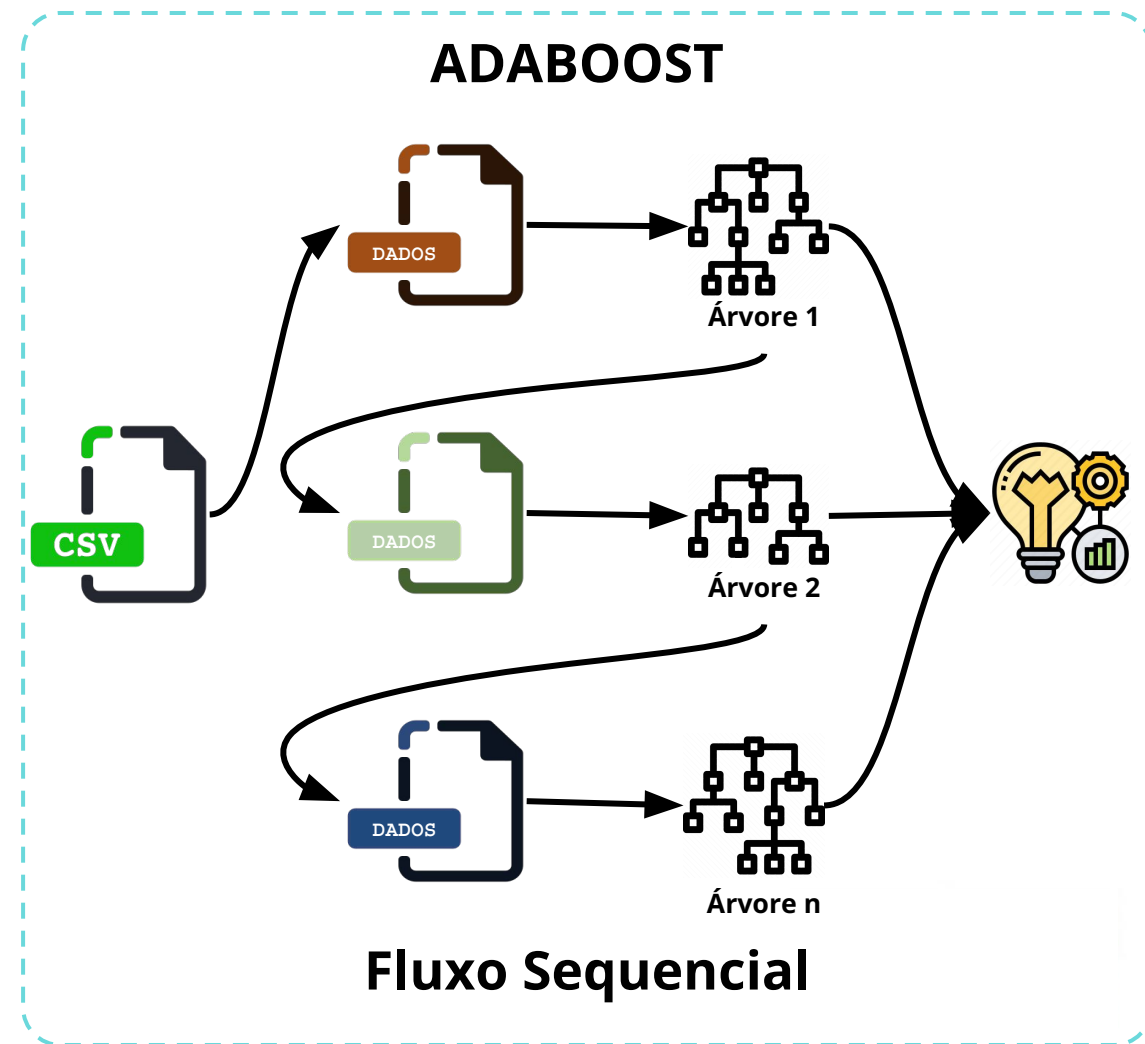 ADABOOST
DADOS
Árvore 1
CSV
DADOS
Árvore 2
DADOS
Árvore n
Fluxo Sequencial